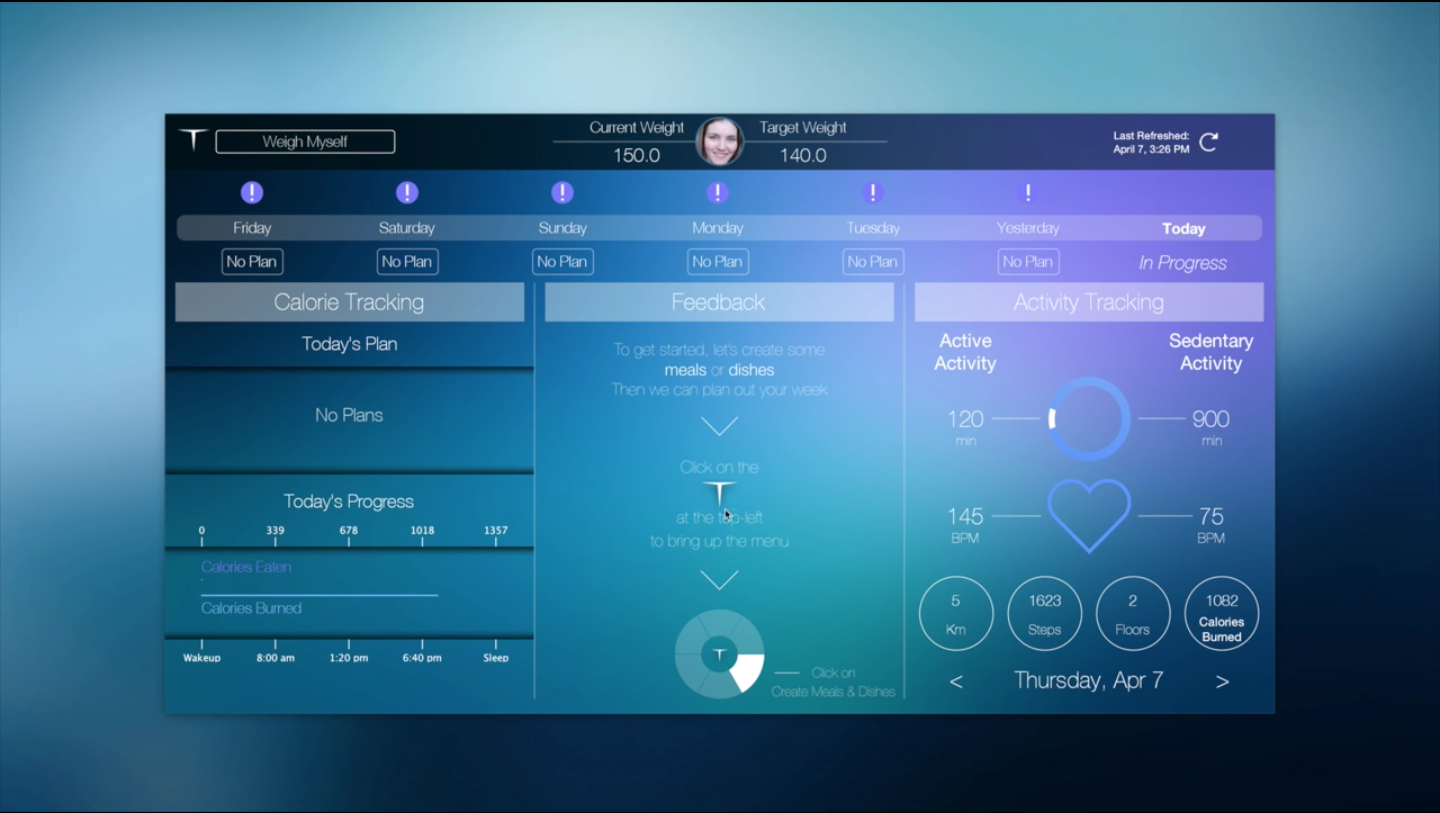 Weigh Myself
Current Weight
150.0
Target Weight
140.0
Last Refreshed:
April 7, 3:26 PM
! ! ! ! ! !
Friday Saturday Sunday Monday Tuesday Yesterday Today
No Plan No Plan No Plan No Plan No Plan No Plan In Progress
Calorie Tracking
Today's Plan
No Plans
Today's Progress
0 339 678 1018 1357
Calories Eaten
Calories Burned
Wakeup 8:00 am 1:20 pm 6:40 pm Sleep
Feedback
To get started, let's create some
meals or dishes
Then we can plan out your week
Click on the
T
at the top-left
to bring up the menu
Click on
Create Meals & Dishes
Activity Tracking
Active
Activity
Sedentary
Activity
120
min
900
min
145
BPM
75
BPM
5
Km
1623
Steps
2
Floors
1082
Calories
Burned
< Thursday, Apr 7 >